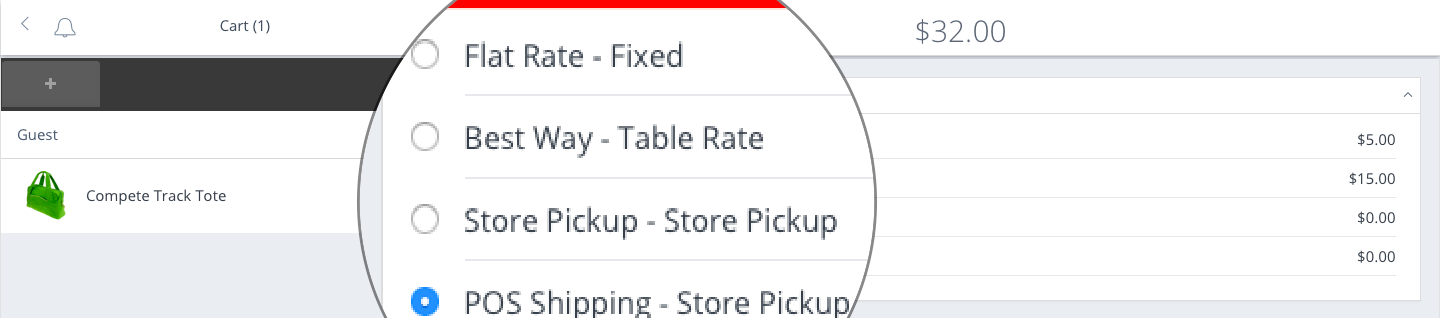 Cart (1)
$32.00
+
Guest
Compete Track Tote
Flat Rate - Fixed
$5.00
Best Way - Table Rate
$15.00
Store Pickup - Store Pickup
$0.00
POS Shipping - Store Pickup
$0.00